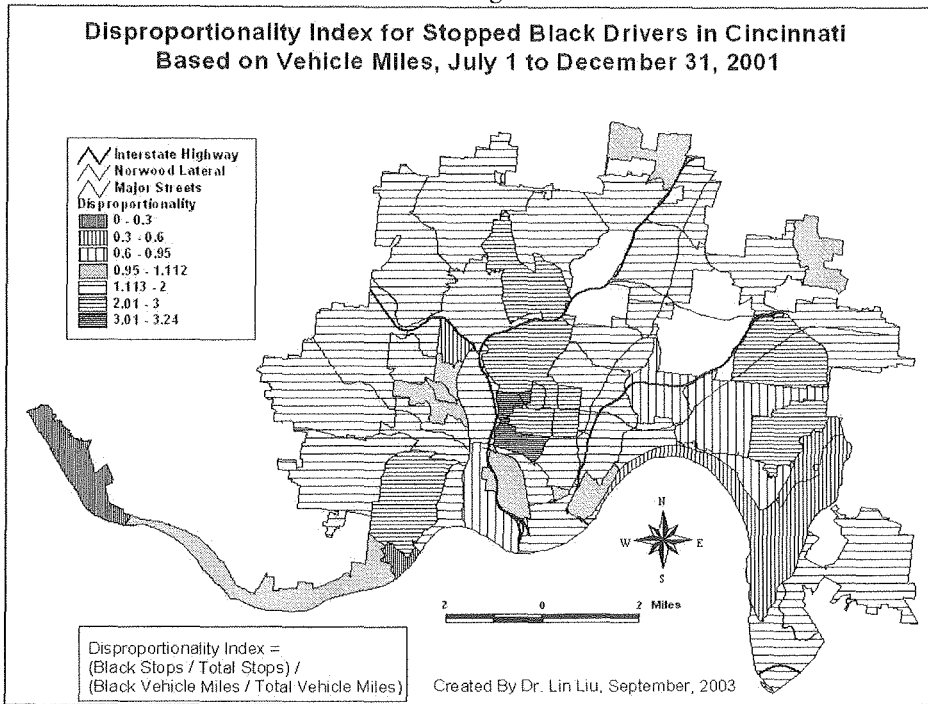 Disproportionality Index for Stopped Black Drivers in Cincinnati
Based on Vehicle Miles, July 1 to December 31, 2001
Interstate Highway
Norwood Lateral
Major Streets
Disproportionality
0 - 0.3
0.3 - 0.6
0.6 - 0.95
0.95 - 1.112
1.113 - 2
2.01 - 3
3.01 - 3.24
N
W E
S
2 0 2 Miles
Disproportionality Index =
(Black Stops / Total Stops) /
(Black Vehicle Miles / Total Vehicle Miles)
Created By Dr. Lin Liu, September, 2003